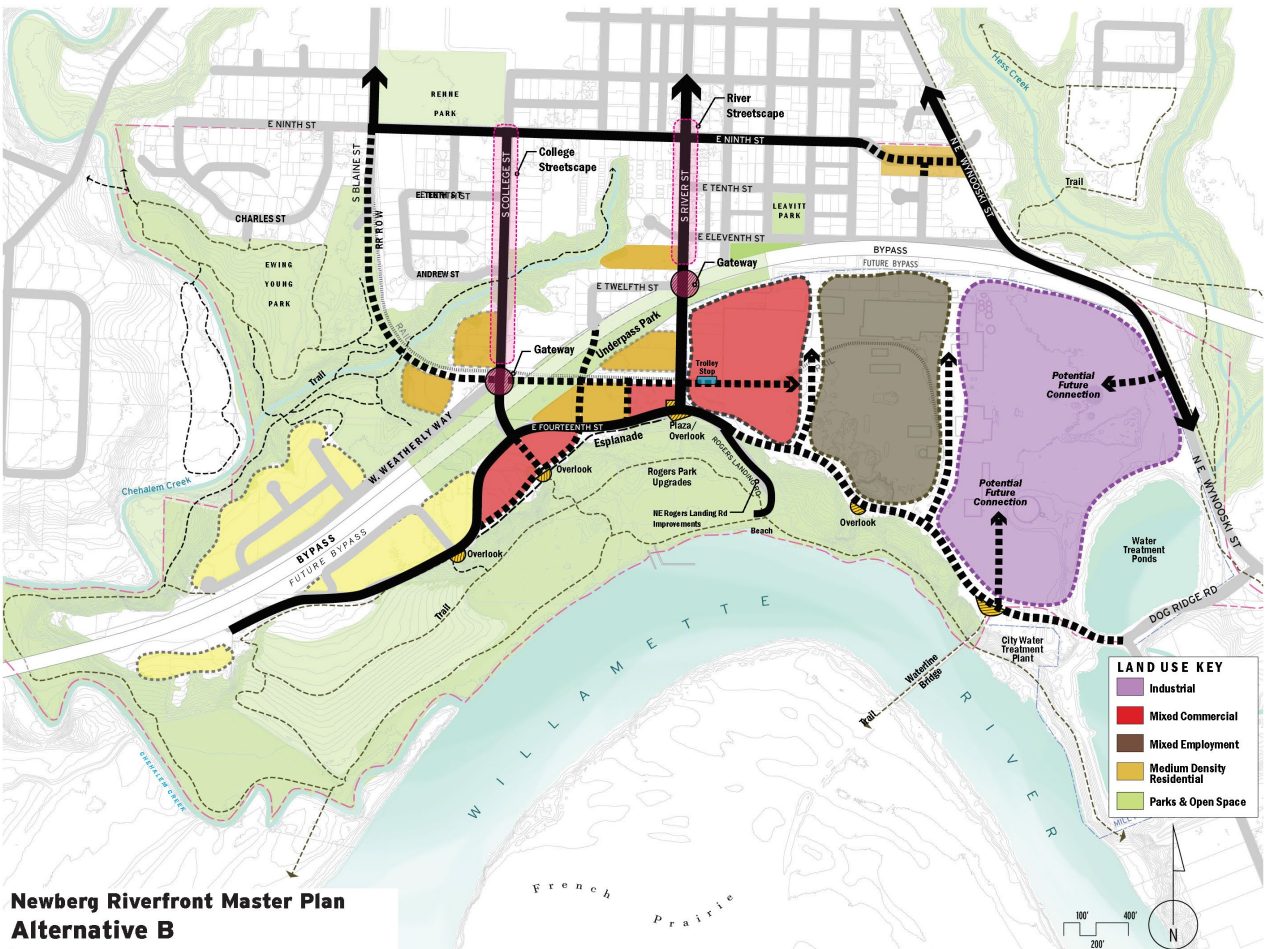 Hess Creek
RENNE
PARK
River
Streetscape
E NINTH ST
E NINTH ST
NE WYNOOSKI ST
S BLAINE ST
S COLLEGE ST
College
Streetscape
S RIVER ST
Trail
E TENTH ST
E TENTH ST
LEAVITT
PARK
CHARLES ST
RR ROW
E ELEVENTH ST
BYPASS
FUTURE BYPASS
EWING
YOUNG
PARK
ANDREW ST
Gateway
E TWELFTH ST
Underpass Park
Gateway
Trolley
Stop
Trail
Potential
Future
Connection
W. WEATHERLY WAY
E FOURTEENTH ST
Esplanade
Plaza/
Overlook
ROGERS LANDING RD
Overlook
Rogers Park
Upgrades
Chehalem Creek
Potential
Future
Connection
NE WYNOOSKI ST
NE Rogers Landing Rd
Improvements
Overlook
Beach
BYPASS
FUTURE BYPASS
Overlook
Water
Treatment
Ponds
Trail
DOG RIDGE RD
City Water
Treatment
Plant
Waterline
Bridge
Trail
WILLAMETTE RIVER
CHEHALEM CREEK
LAND USE KEY
Industrial
Mixed Commercial
Mixed Employment
Medium Density
Residential
Parks & Open Space
French
Prairie
Newberg Riverfront Master Plan
Alternative B
100'
400'
200'
N